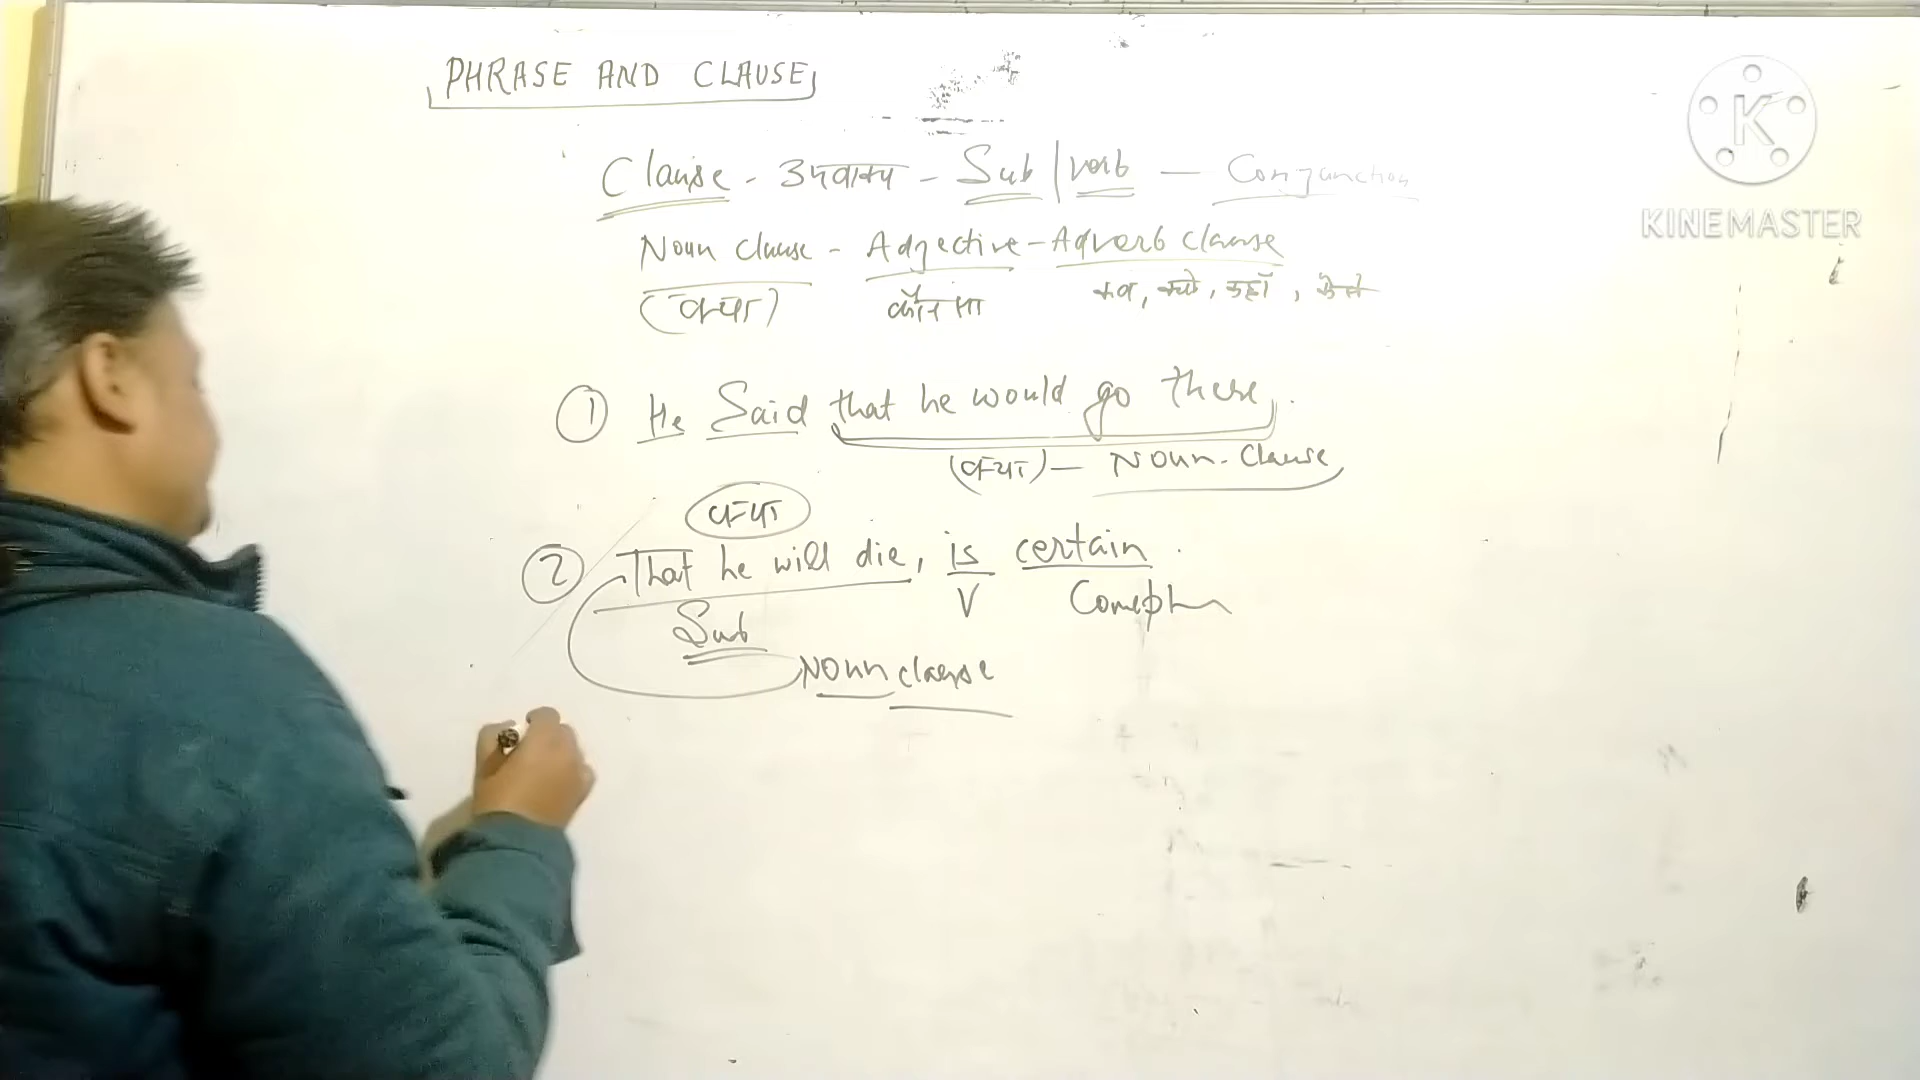 PHRASE AND CLAUSE
Clause - उपवाक्य - Sub | verb - Conjunction
Noun clause - Adjective - Adverb clause
(क्या) कौन सा कब, क्यो, कहाँ, कैसे
① He Said that he would go there.
(क्या) - Noun. Clause
क्या
② That he will die, is certain.
Sub V
Noun clause
K
KINEMASTER